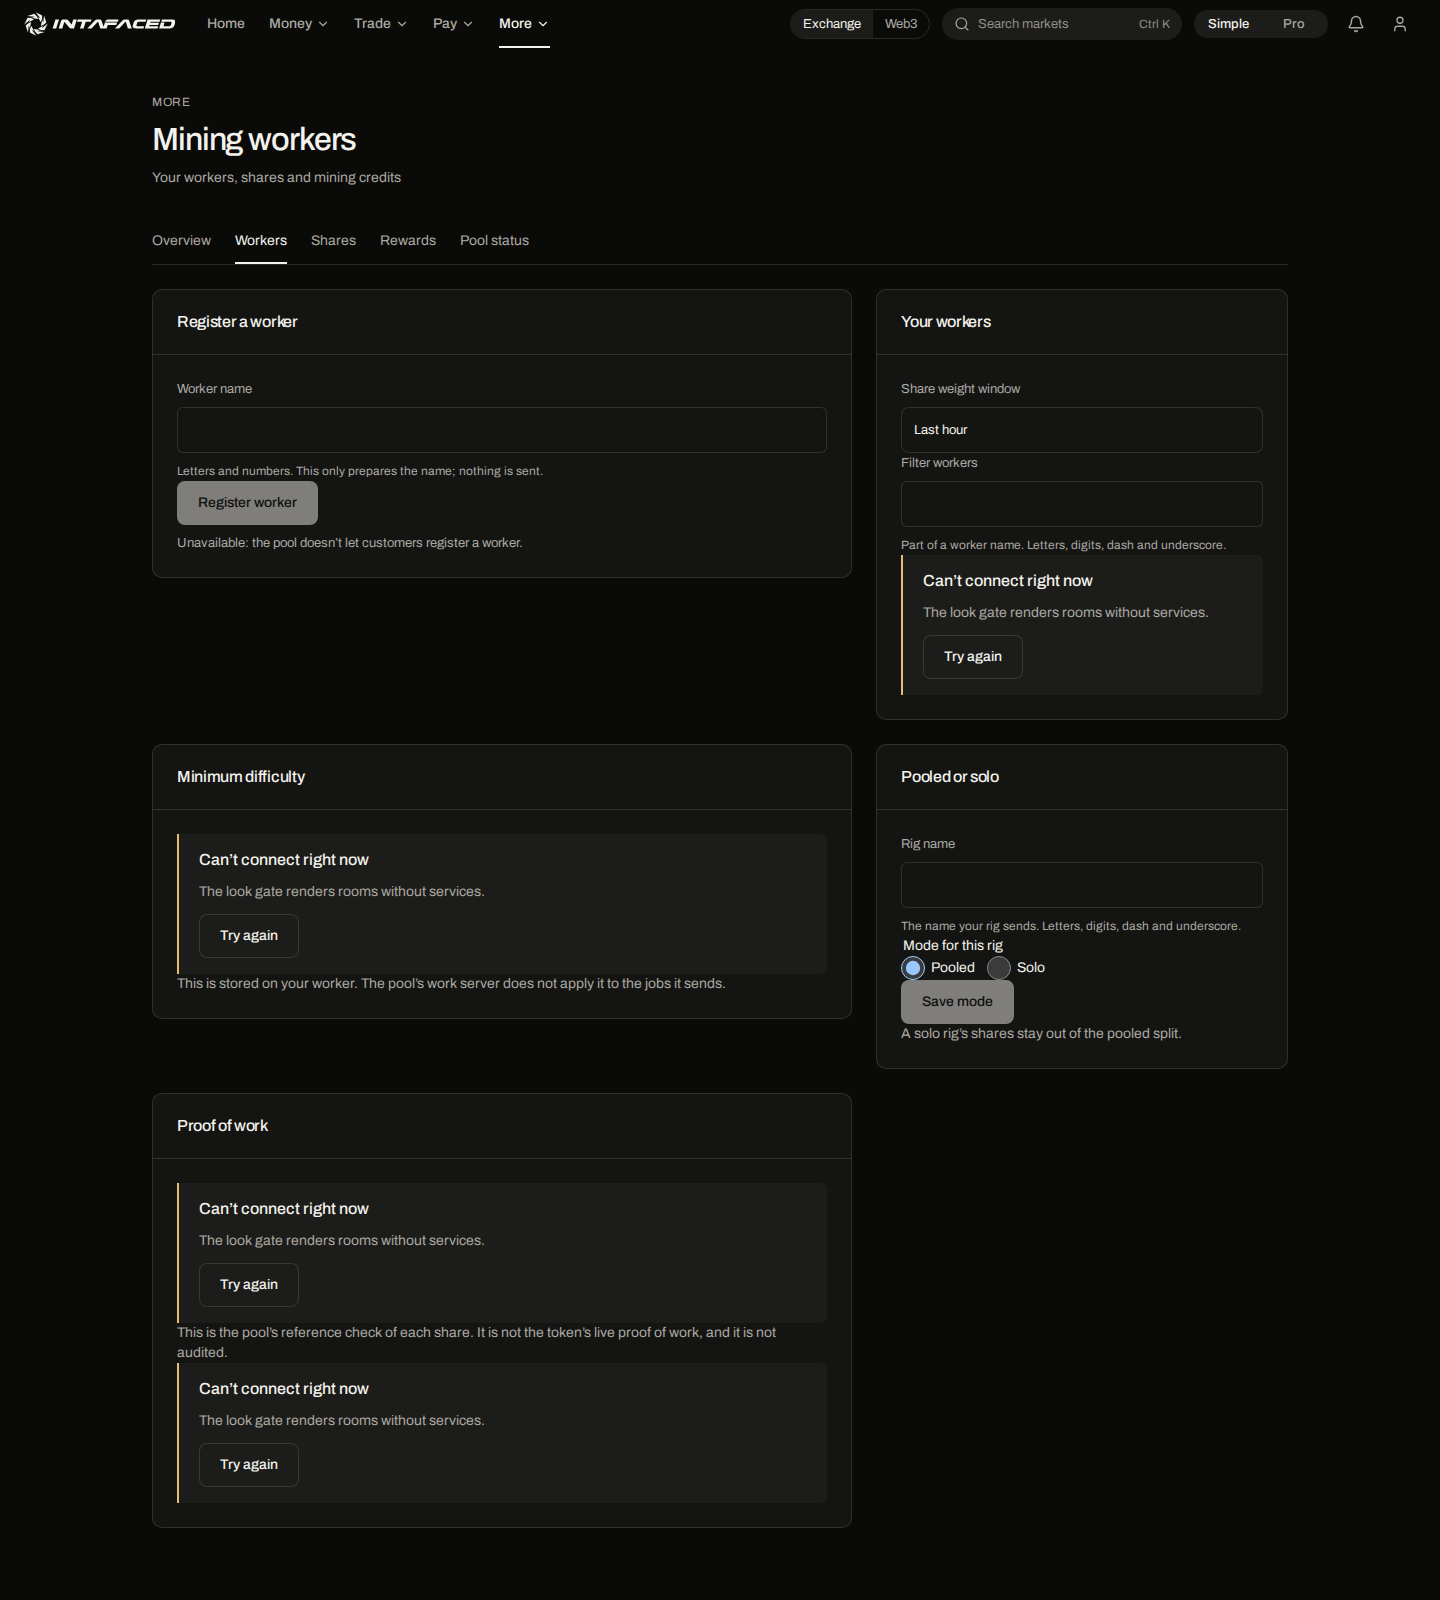 INTAFACED
Home
Money
Trade
Pay
More
Exchange
Web3
Search markets
Ctrl K
Simple
Pro
MORE
Mining workers
Your workers, shares and mining credits
Overview
Workers
Shares
Rewards
Pool status
Register a worker
Worker name
Letters and numbers. This only prepares the name; nothing is sent.
Register worker
Unavailable: the pool doesn’t let customers register a worker.
Your workers
Share weight window
Last hour
Filter workers
Part of a worker name. Letters, digits, dash and underscore.
Can’t connect right now
The look gate renders rooms without services.
Try again
Minimum difficulty
Can’t connect right now
The look gate renders rooms without services.
Try again
This is stored on your worker. The pool’s work server does not apply it to the jobs it sends.
Pooled or solo
Rig name
The name your rig sends. Letters, digits, dash and underscore.
Mode for this rig
Pooled
Solo
Save mode
A solo rig’s shares stay out of the pooled split.
Proof of work
Can’t connect right now
The look gate renders rooms without services.
Try again
This is the pool’s reference check of each share. It is not the token’s live proof of work, and it is not
audited.
Can’t connect right now
The look gate renders rooms without services.
Try again